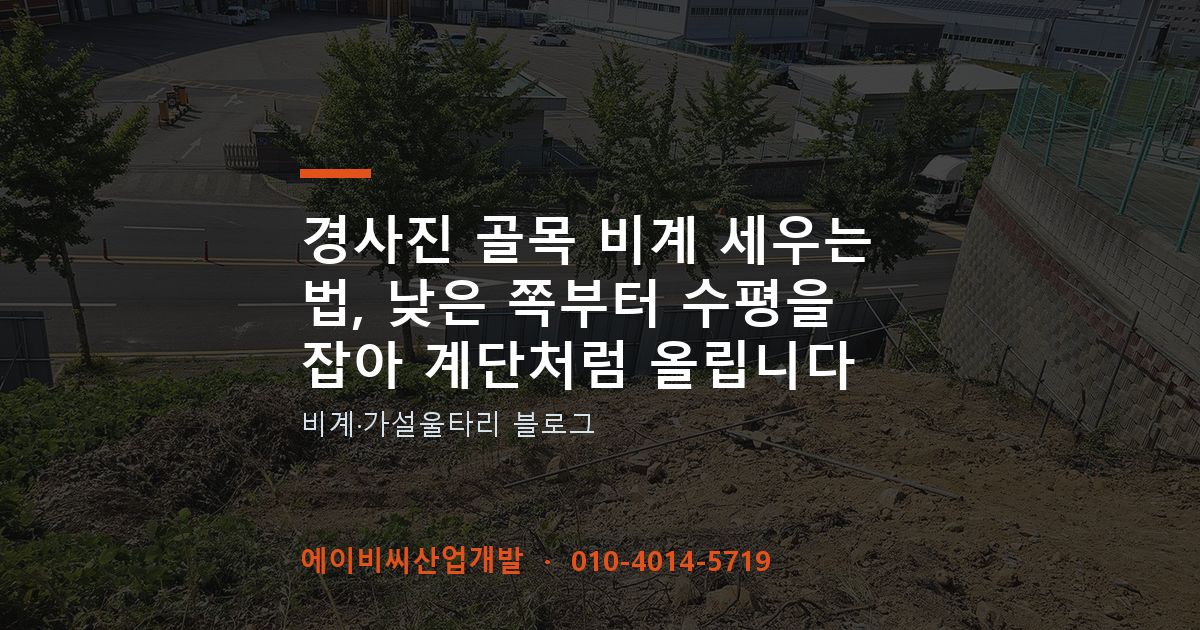 경사진 골목 비계 세우는
법, 낮은 쪽부터 수평을
잡아 계단처럼 올립니다
비계·가설울타리 블로그
에이비씨산업개발 · 010-4014-5719